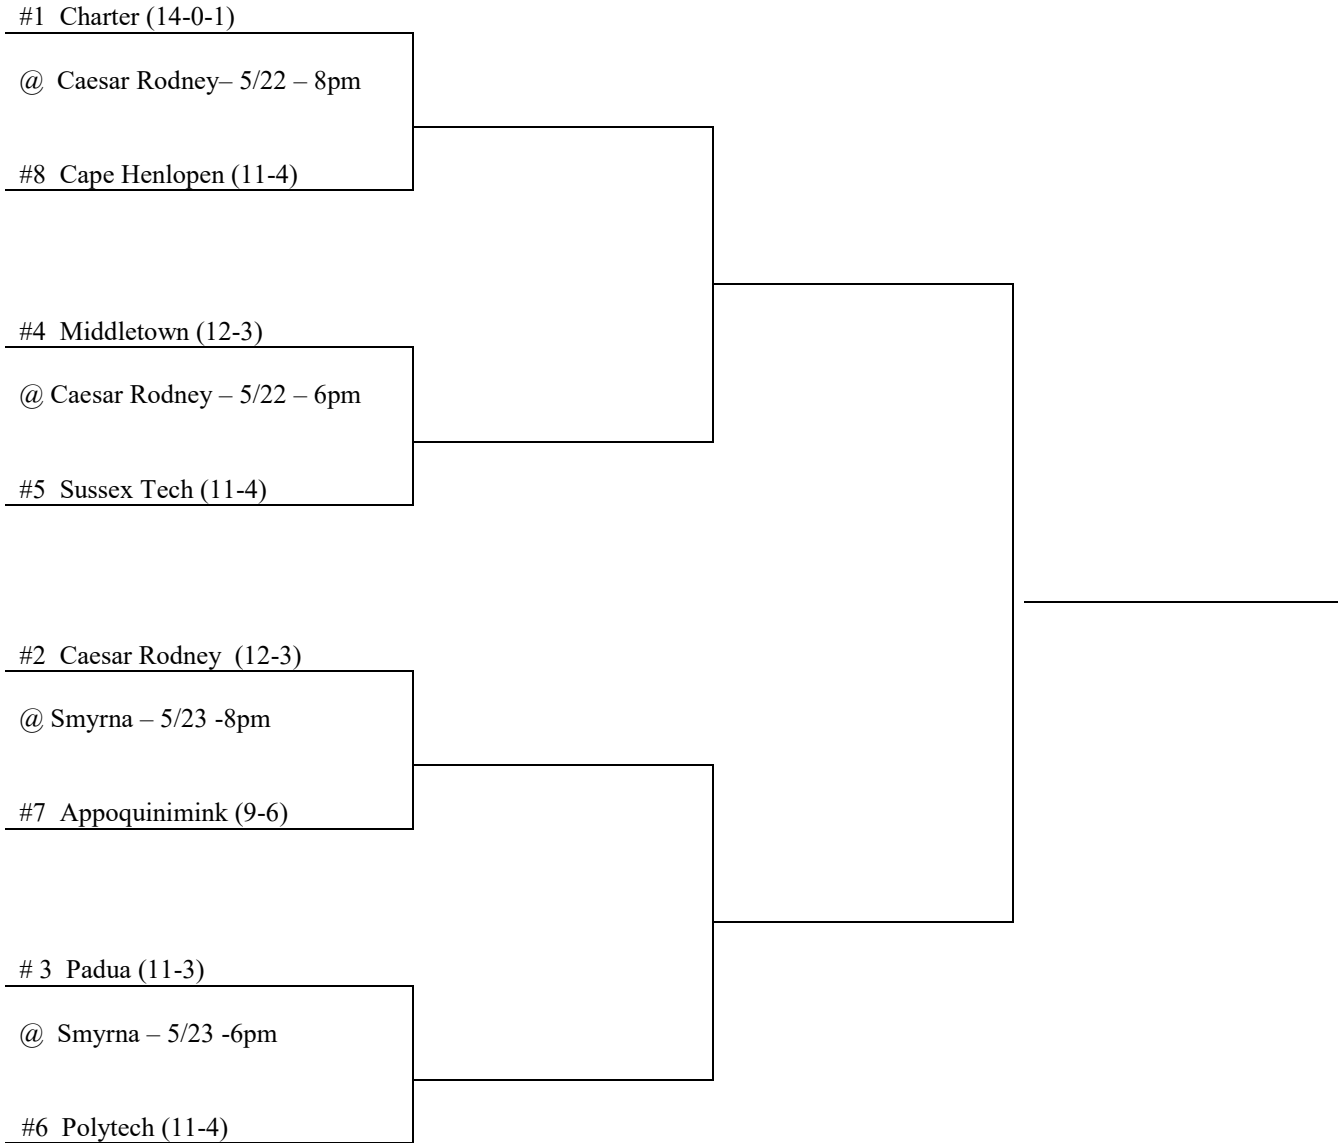 #1 Charter (14-0-1)
@ Caesar Rodney– 5/22 – 8pm
#8 Cape Henlopen (11-4)
#4 Middletown (12-3)
@ Caesar Rodney – 5/22 – 6pm
#5 Sussex Tech (11-4)
#2 Caesar Rodney (12-3)
@ Smyrna – 5/23 -8pm
#7 Appoquinimink (9-6)
# 3 Padua (11-3)
@ Smyrna – 5/23 -6pm
#6 Polytech (11-4)